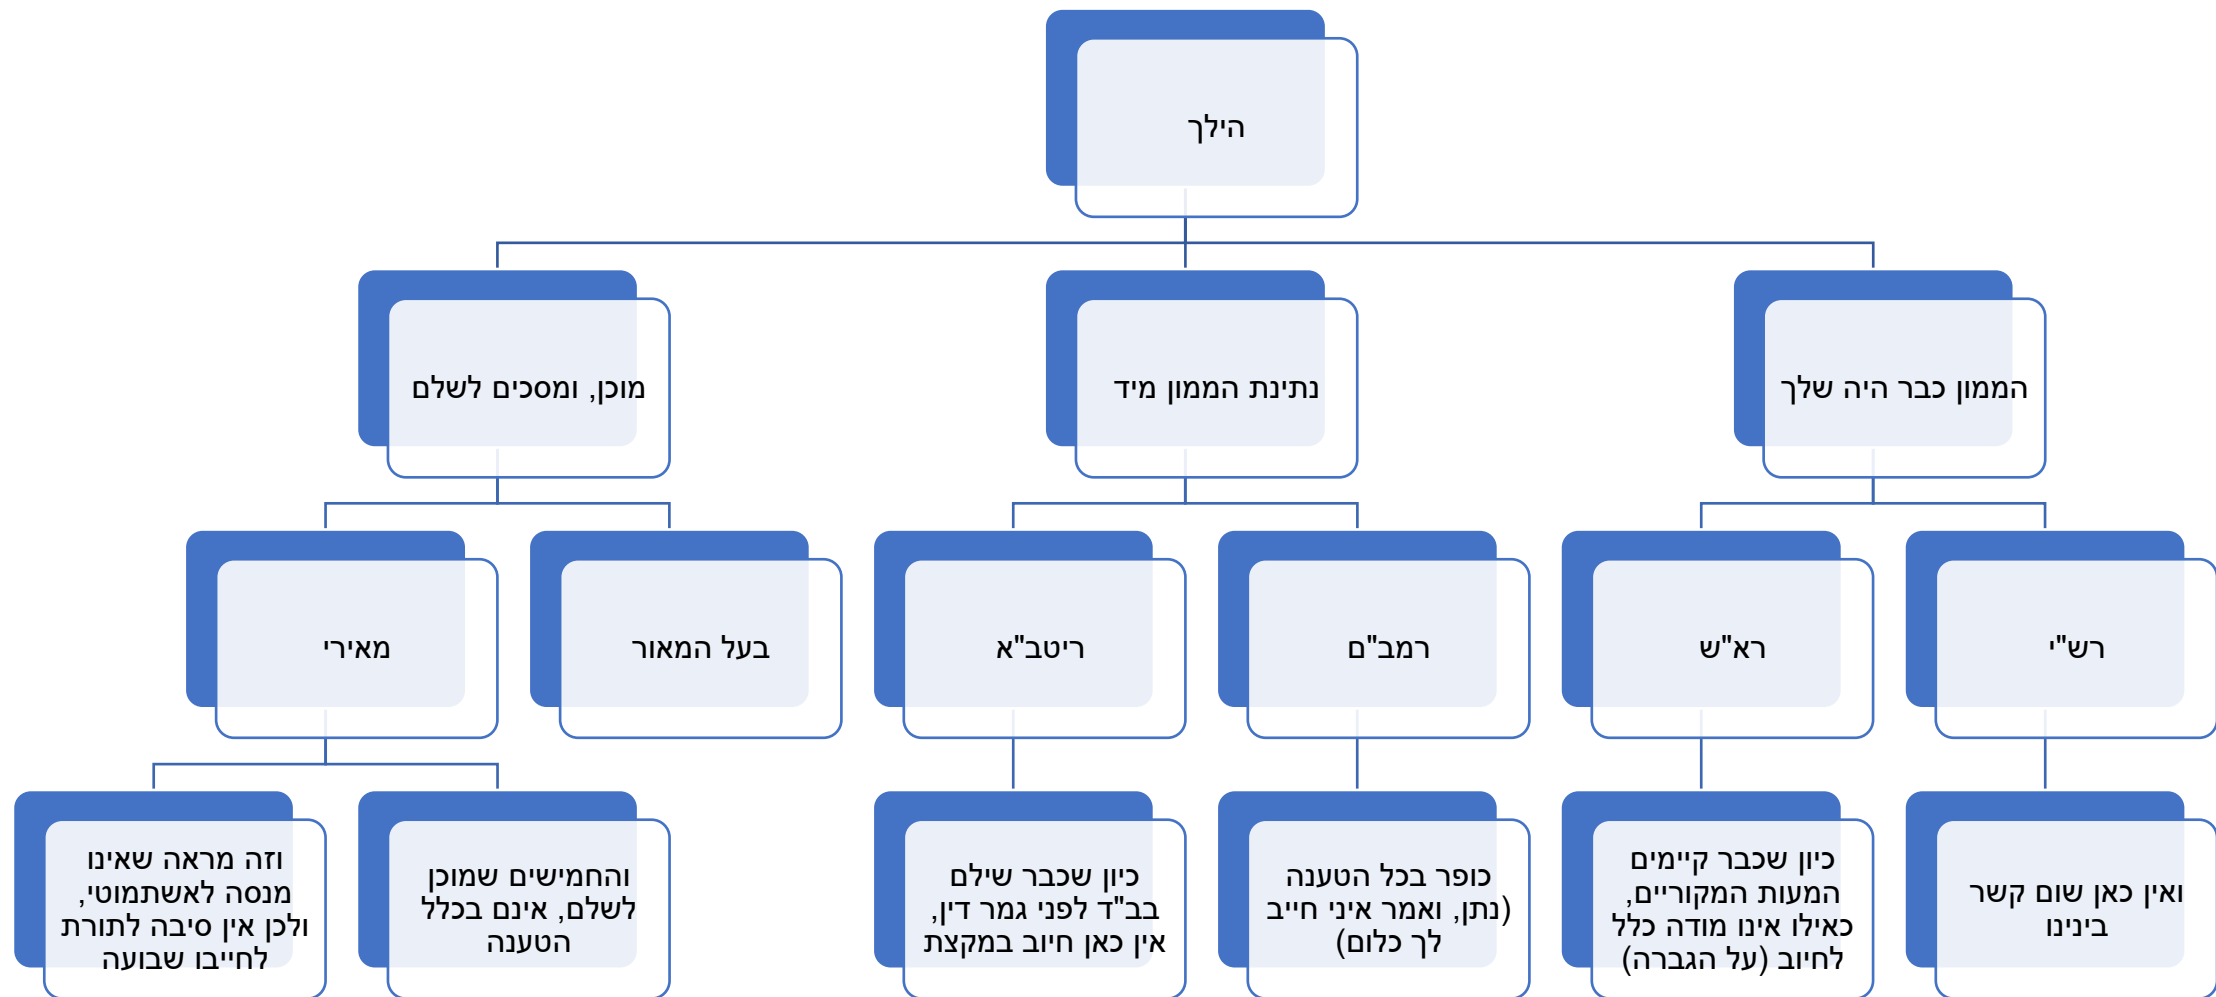 הילך
הממון כבר היה שלך
נתינת הממון מיד
מוכן, ומסכים לשלם
רש"י
רא"ש
רמב"ם
ריטב"א
בעל המאור
מאירי
ואין כאן שום קשר
בינינו
כיון שכבר קיימים
המעות המקוריים,
כאילו אינו מודה כלל
לחיוב (על הגברה)
כופר בכל הטענה
(נתן, ואמר איני חייב
לך כלום)
כיון שכבר שילם
בב"ד לפני גמר דין,
אין כאן חיוב במקצת
והחמישים שמוכן
לשלם, אינם בכלל
הטענה
וזה מראה שאינו
מנסה לאשתמוטי,
ולכן אין סיבה לתורת
לחייבו שבועה